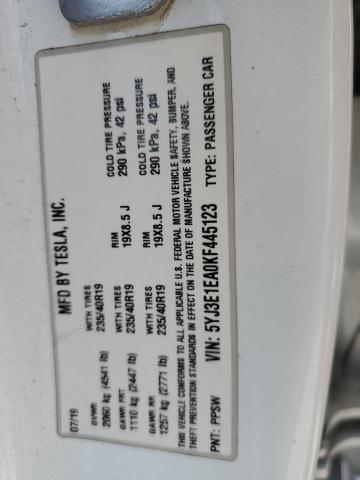 07/19 MFD BY TESLA, INC.
GVWR WITH TIRES RIM COLD TIRE PRESSURE
2060 kg (4541 lb) 235/40R19 19X8.5 J 290 kPa, 42 psi
GAWR FRT WITH TIRES RIM COLD TIRE PRESSURE
1110 kg (2447 lb) 235/40R19 19X8.5 J 290 kPa, 42 psi
GAWR RR WITH TIRES
1257 kg (2771 lb) 235/40R19
THIS VEHICLE CONFORMS TO ALL APPLICABLE U.S. FEDERAL MOTOR VEHICLE SAFETY, BUMPER, AND
THEFT PREVENTION STANDARDS IN EFFECT ON THE DATE OF MANUFACTURE SHOWN ABOVE.
PNT: PPSW VIN: 5YJ3E1EA0KF445123 TYPE: PASSENGER CAR